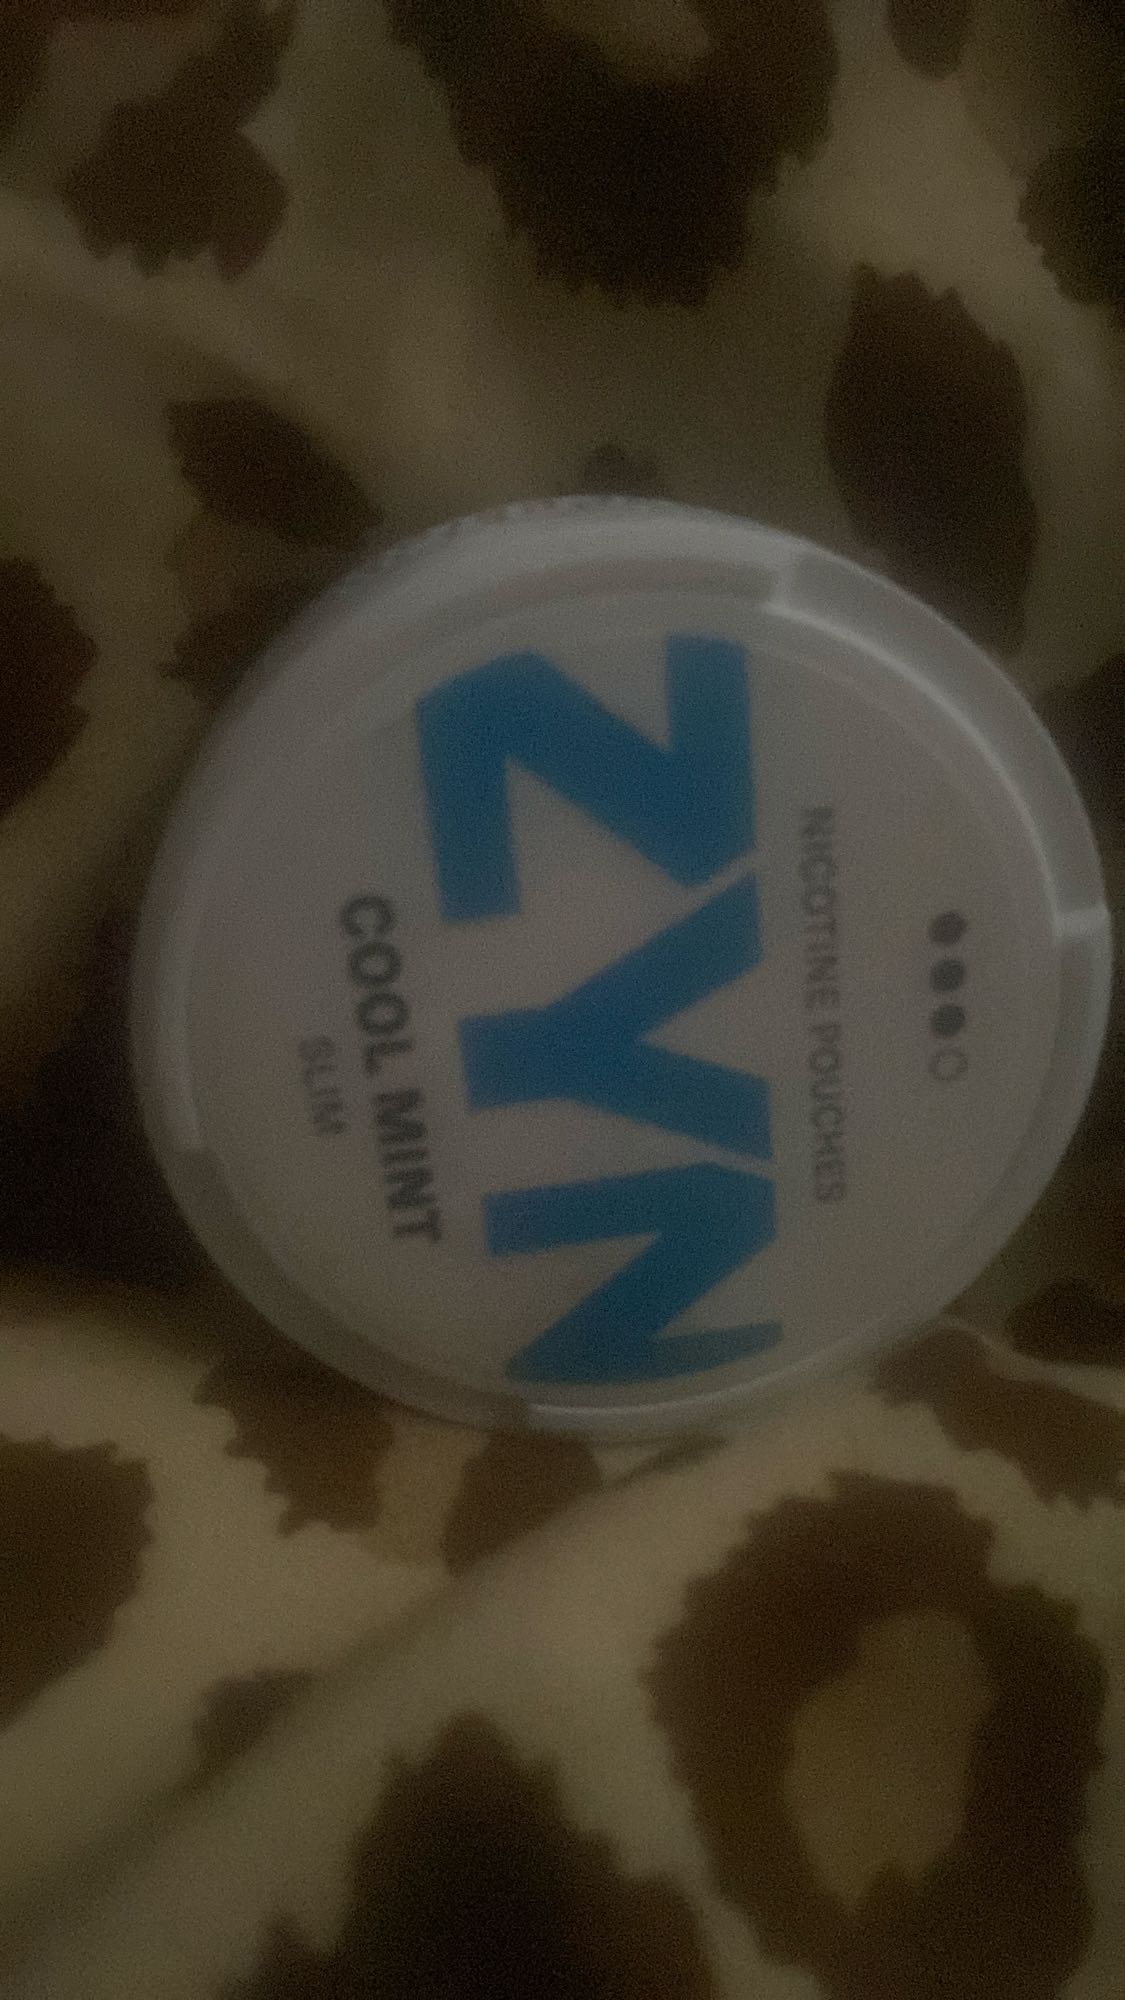 NICOTINE POUCHES
ZYN
COOL MINT
SLIM